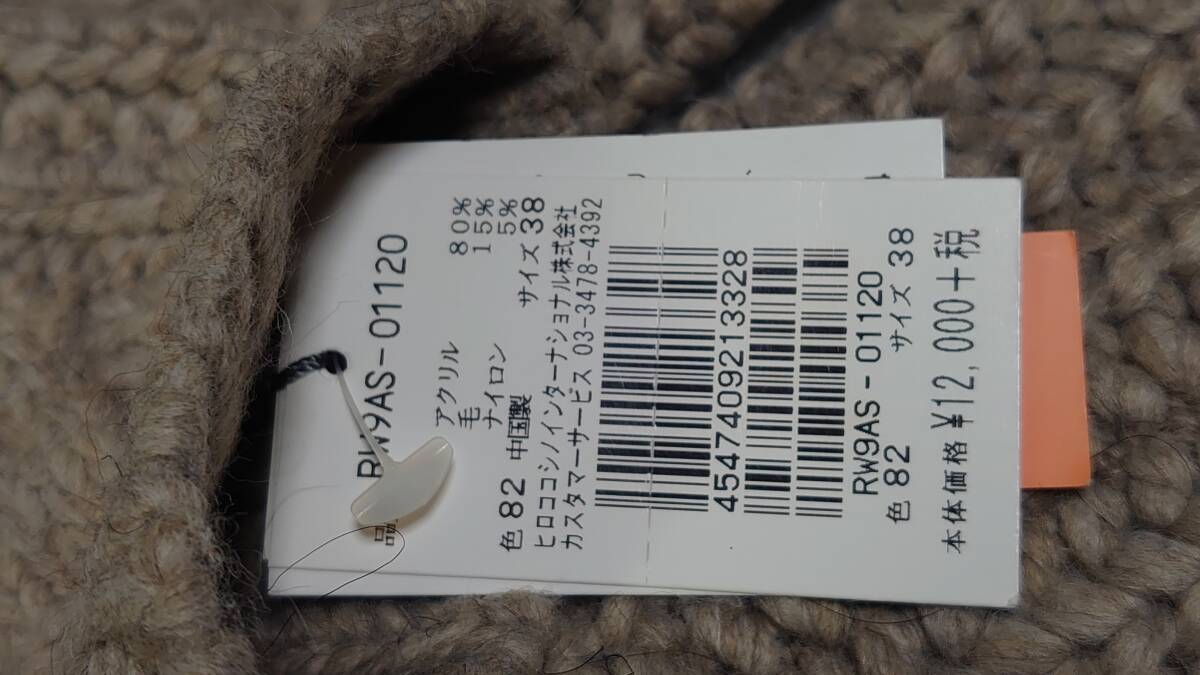 品 RW9AS-01120
アクリル 80%
毛 15%
ナイロン 5%
色 82 中国製 サイズ 38
ヒロココシノインターナショナル株式会社
カスタマーサービス 03-3478-4392
4547409213328
RW9AS-01120
色 82 サイズ 38
本体価格 ¥12,000+税